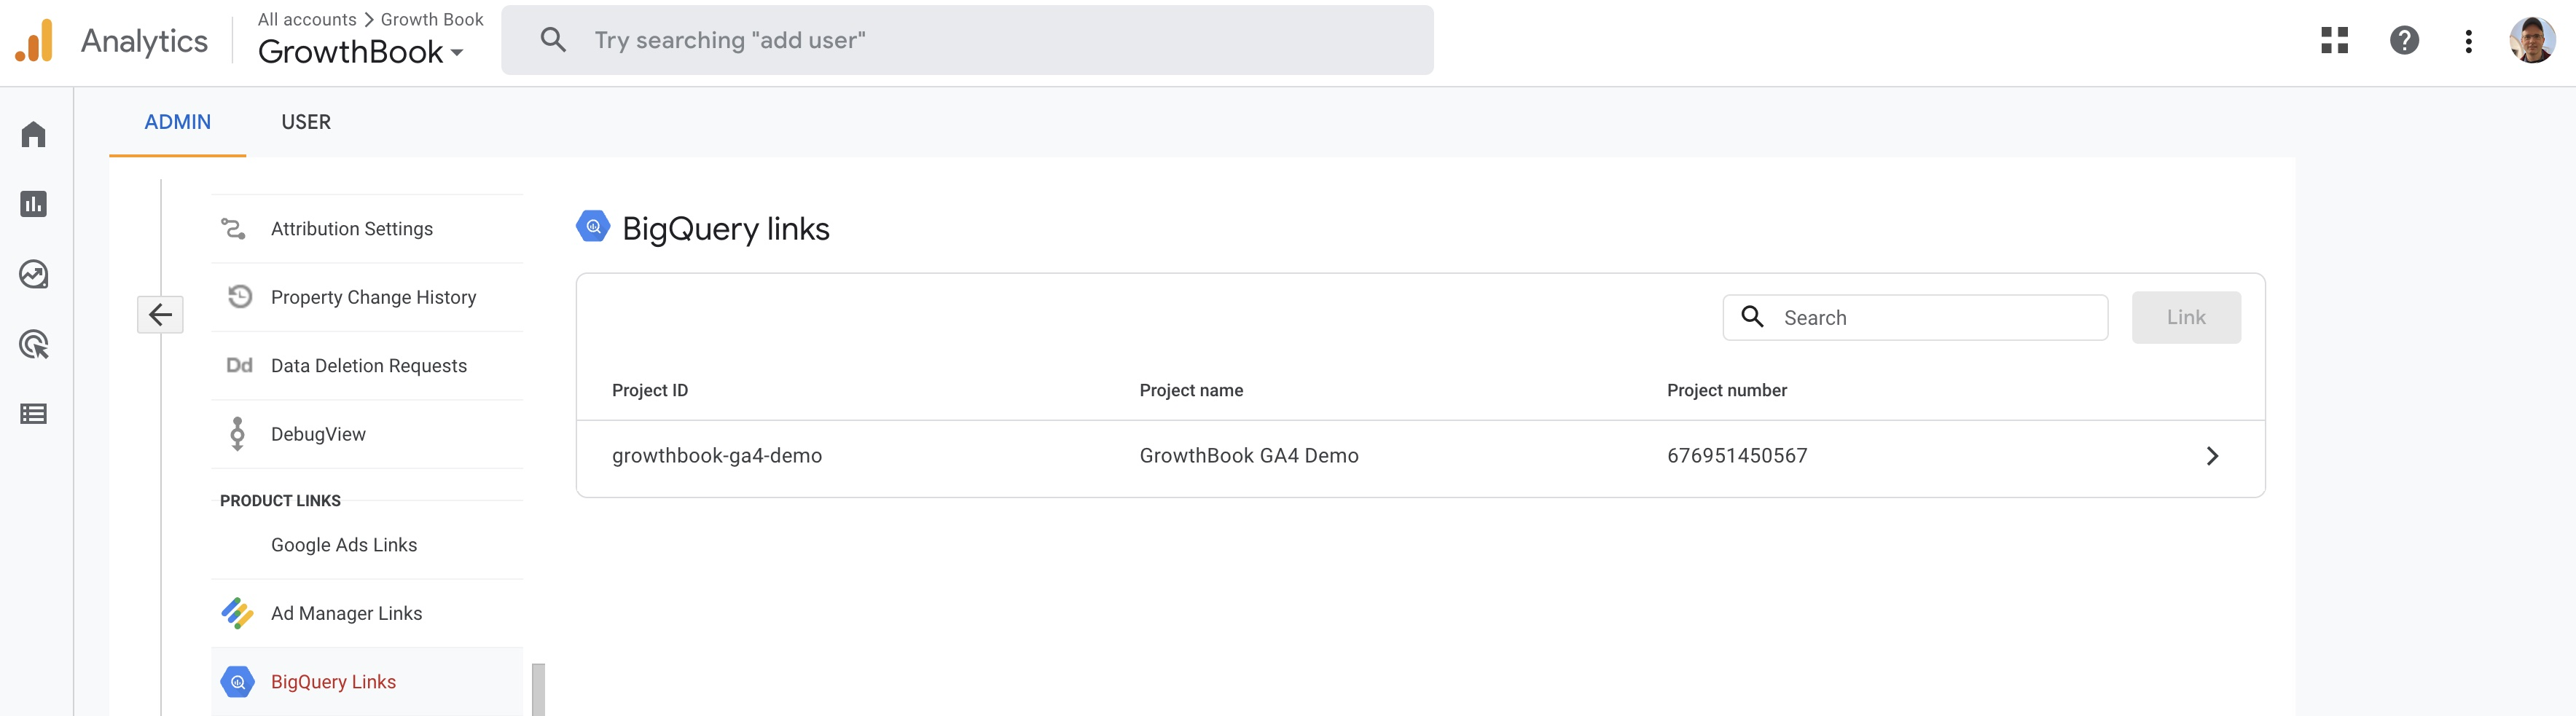 Analytics
All accounts > Growth Book
GrowthBook
Try searching "add user"
ADMIN
USER
Attribution Settings
Property Change History
Dd Data Deletion Requests
DebugView
PRODUCT LINKS
Google Ads Links
Ad Manager Links
BigQuery Links
BigQuery links
Search
Link
Project ID Project name Project number
growthbook-ga4-demo GrowthBook GA4 Demo 676951450567